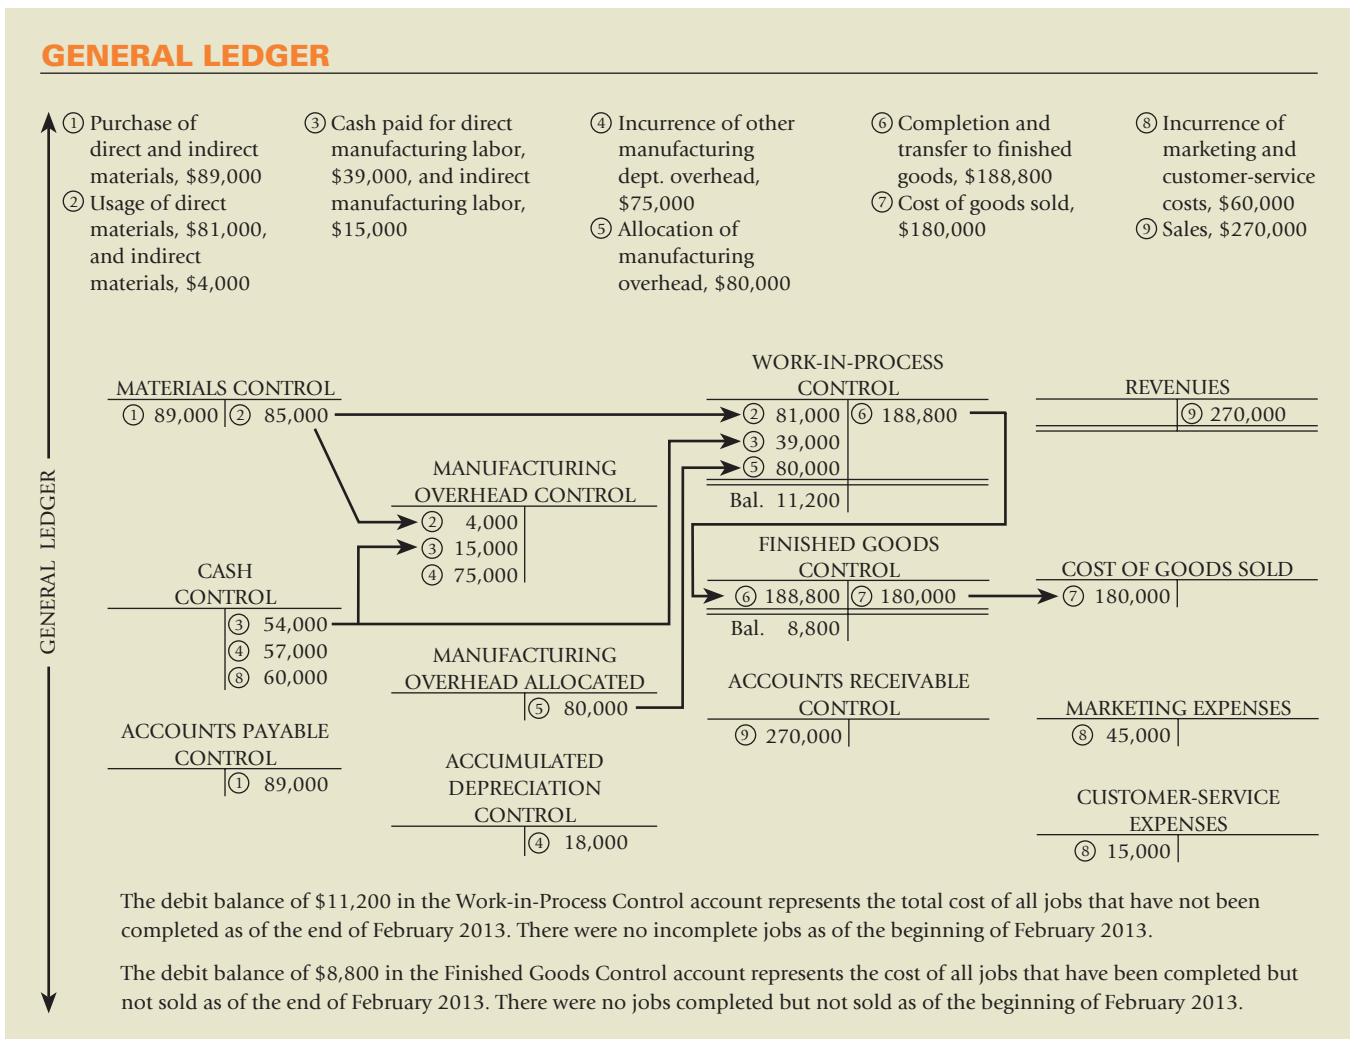 GENERAL LEDGER
① Purchase of
direct and indirect
materials, $89,000
② Usage of direct
materials, $81,000,
and indirect
materials, $4,000
③ Cash paid for direct
manufacturing labor,
$39,000, and indirect
manufacturing labor,
$15,000
④ Incurrence of other
manufacturing
dept. overhead,
$75,000
⑤ Allocation of
manufacturing
overhead, $80,000
⑥ Completion and
transfer to finished
goods, $188,800
⑦ Cost of goods sold,
$180,000
⑧ Incurrence of
marketing and
customer-service
costs, $60,000
⑨ Sales, $270,000
GENERAL LEDGER
MATERIALS CONTROL
① 89,000 ② 85,000
CASH
CONTROL
③ 54,000
④ 57,000
⑧ 60,000
ACCOUNTS PAYABLE
CONTROL
① 89,000
MANUFACTURING
OVERHEAD CONTROL
② 4,000
③ 15,000
④ 75,000
MANUFACTURING
OVERHEAD ALLOCATED
⑤ 80,000
ACCUMULATED
DEPRECIATION
CONTROL
④ 18,000
WORK-IN-PROCESS
CONTROL
② 81,000 ⑥ 188,800
③ 39,000
⑤ 80,000
Bal. 11,200
FINISHED GOODS
CONTROL
⑥ 188,800 ⑦ 180,000
Bal. 8,800
ACCOUNTS RECEIVABLE
CONTROL
⑨ 270,000
REVENUES
⑨ 270,000
COST OF GOODS SOLD
⑦ 180,000
MARKETING EXPENSES
⑧ 45,000
CUSTOMER-SERVICE
EXPENSES
⑧ 15,000
The debit balance of $11,200 in the Work-in-Process Control account represents the total cost of all jobs that have not been
completed as of the end of February 2013. There were no incomplete jobs as of the beginning of February 2013.
The debit balance of $8,800 in the Finished Goods Control account represents the cost of all jobs that have been completed but
not sold as of the end of February 2013. There were no jobs completed but not sold as of the beginning of February 2013.